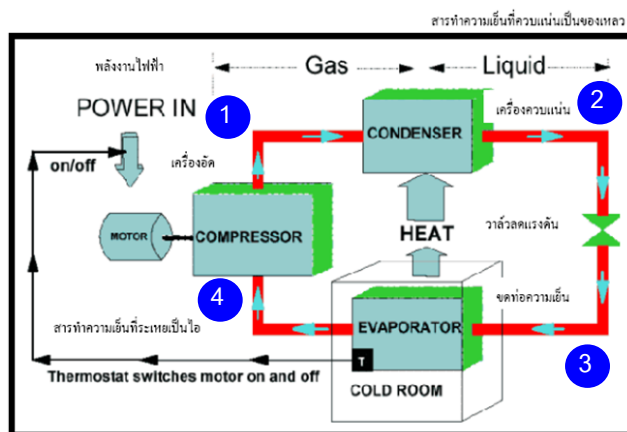 สารทำความเย็นที่ควบแน่นเป็นของเหลว
พลังงานไฟฟ้า
Gas
Liquid
POWER IN
1
2
เครื่องควบแน่น
CONDENSER
on/off
เครื่องอัด
MOTOR
COMPRESSOR
HEAT
วาล์วลดแรงดัน
4
ขดท่อความเย็น
สารทำความเย็นที่ระเหยเป็นไอ
EVAPORATOR
3
T
Thermostat switches motor on and off
COLD ROOM